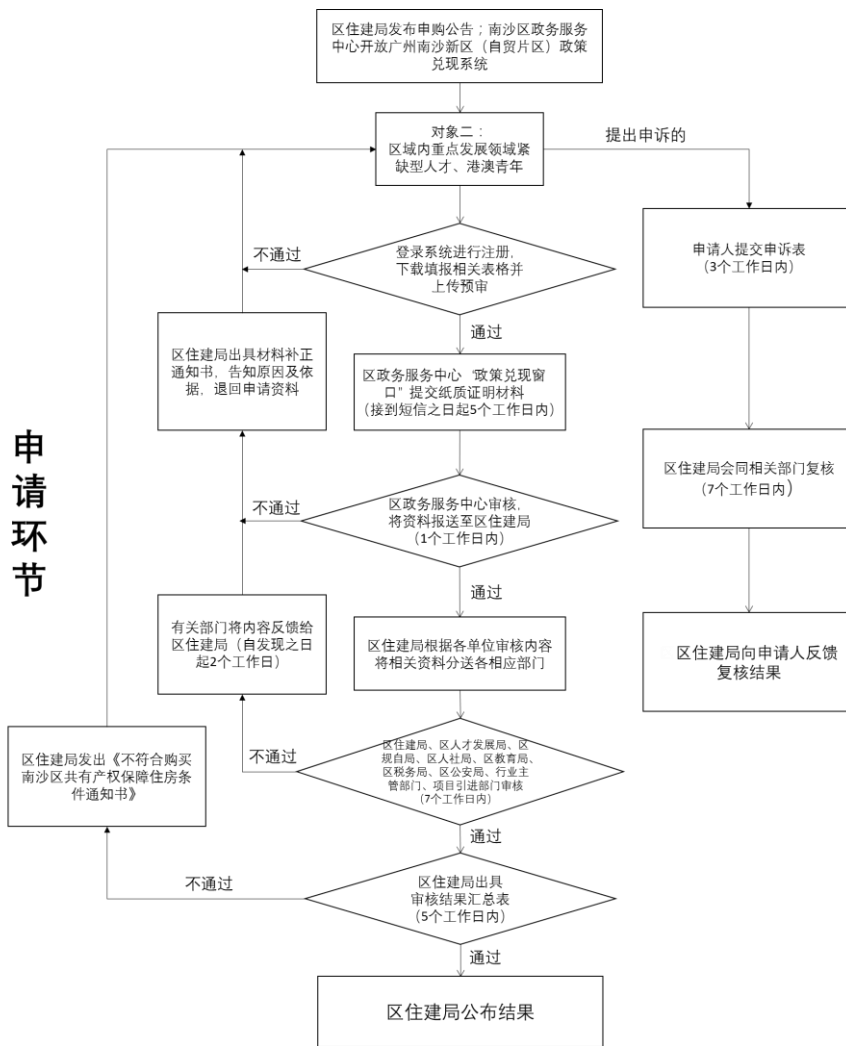 区住建局发布申购公告；南沙区政务服务
中心开放广州南沙新区（自贸片区）政策
兑现系统
对象二：
区域内重点发展领域紧
缺型人才、港澳青年
提出申诉的
不通过
登录系统进行注册，
下载填报相关表格并
上传预审
申请人提交申诉表
（3个工作日内）
通过
区住建局出具材料补正
通知书，告知原因及依
据，退回申请资料
区政务服务中心“政策兑现窗
口”提交纸质证明材料
（接到短信之日起5个工作日内）
申
请
环
节
区住建局会同相关部门复核
（7个工作日内）
不通过
区政务服务中心审核，
将资料报送至区住建局
（1个工作日内）
通过
有关部门将内容反馈给
区住建局（自发现之日
起2个工作日）
区住建局根据各单位审核内容
将相关资料分送各相应部门
区住建局向申请人反馈
复核结果
区住建局发出《不符合购买
南沙区共有产权保障住房条
件通知书》
不通过
区住建局、区人才发展局、区
规自局、区人社局、区教育局、
区税务局、区公安局、行业主
管部门、项目引进部门审核
（7个工作日内）
通过
不通过
区住建局出具
审核结果汇总表
（5个工作日内）
通过
区住建局公布结果